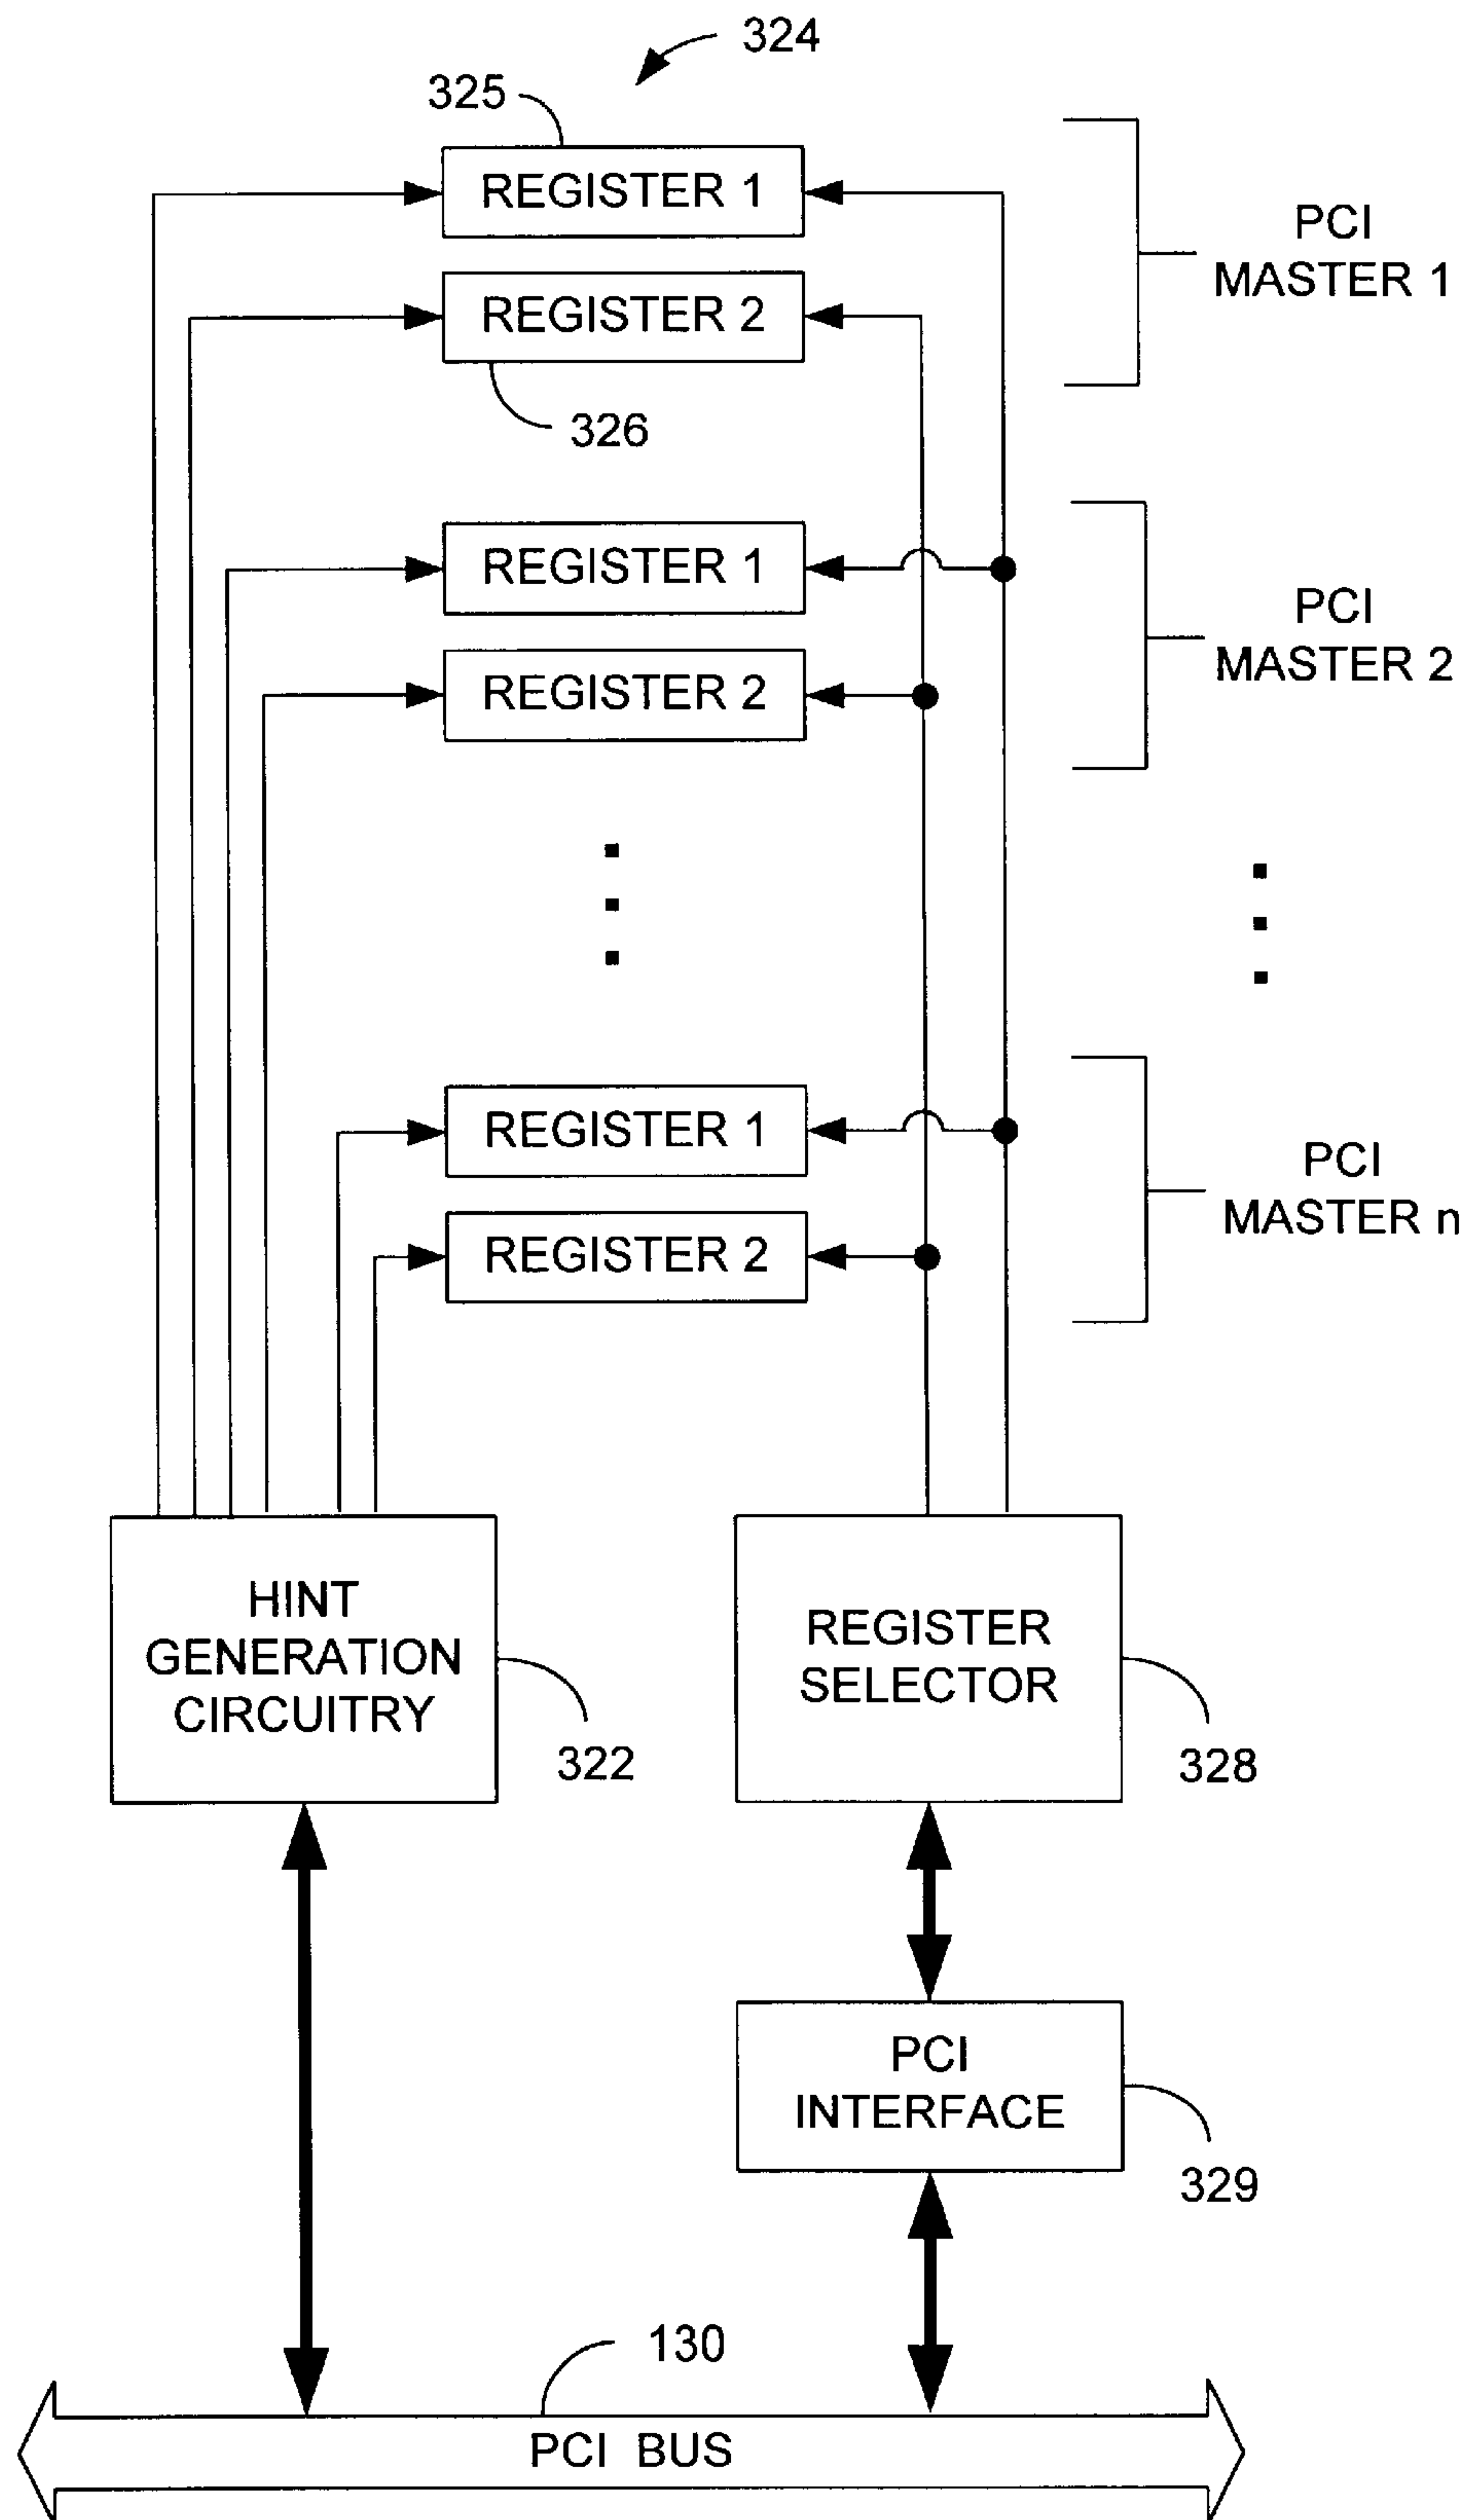 324
325
REGISTER 1
REGISTER 2
326
PCI
MASTER 1
REGISTER 1
REGISTER 2
PCI
MASTER 2
REGISTER 1
REGISTER 2
PCI
MASTER n
HINT
GENERATION
CIRCUITRY
322
REGISTER
SELECTOR
328
PCI
INTERFACE
329
130
PCI BUS